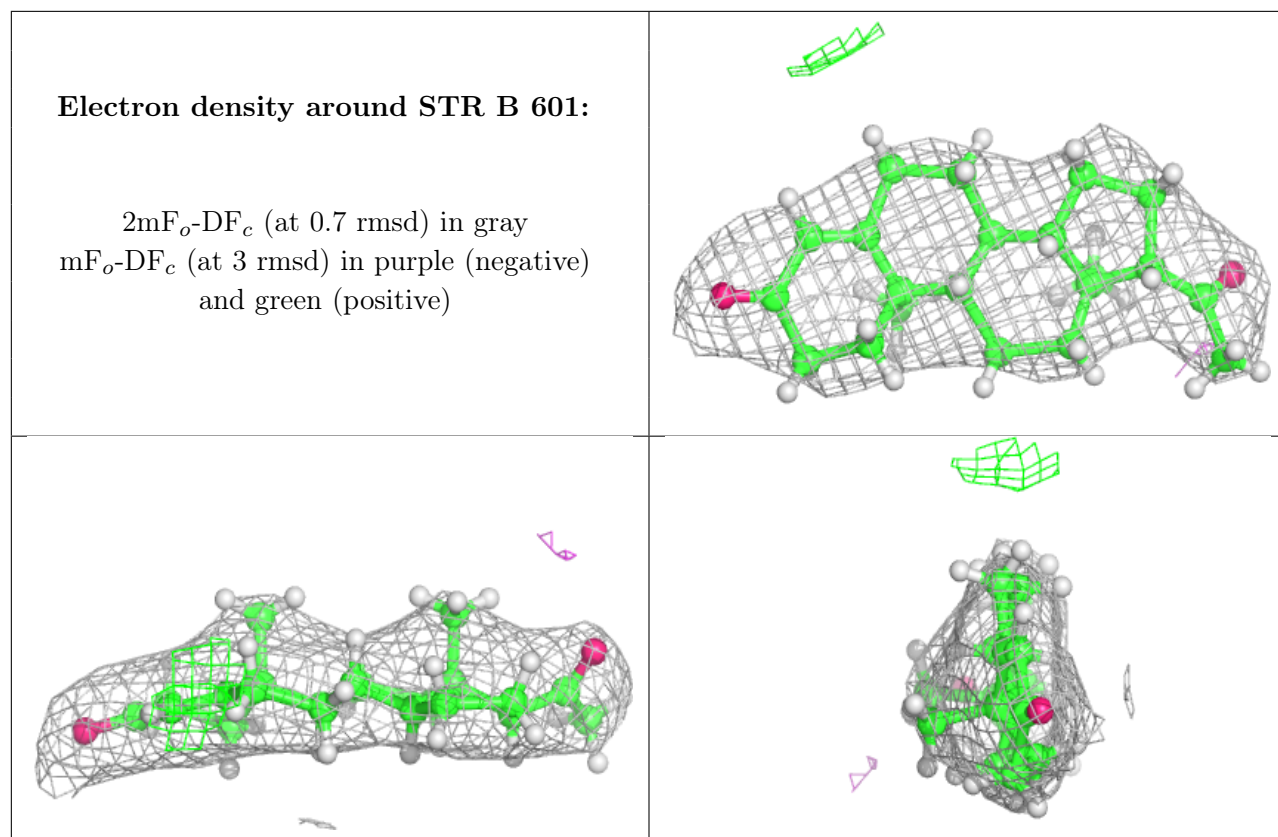 Electron density around STR B 601:
2mFo-DFc (at 0.7 rmsd) in gray
mFo-DFc (at 3 rmsd) in purple (negative)
and green (positive)